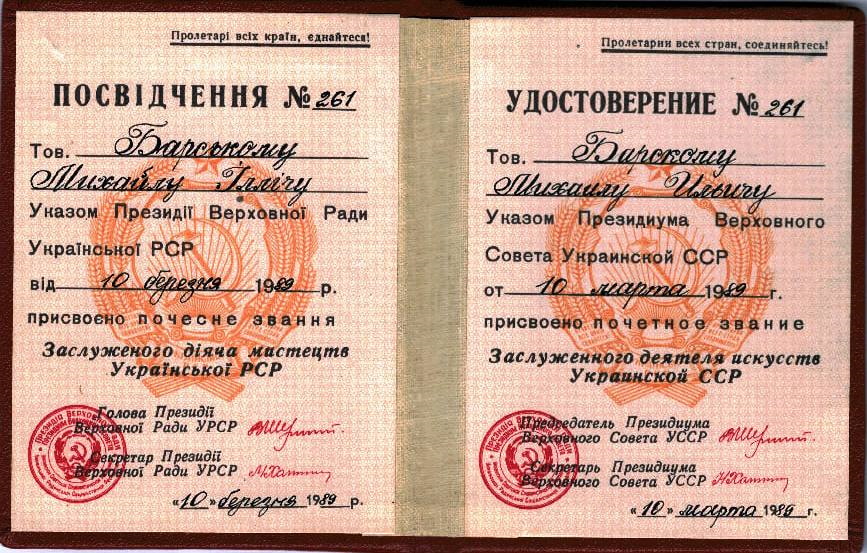 Пролетарі всіх країн, єднайтеся!
ПОСВІДЧЕННЯ № 261
Тов. Барському
Михайлу Іллічу
Указом Президії Верховної Ради
Української РСР
від 10 березня 1989 р.
присвоєно почесне звання
Заслуженого діяча мистецтв
Української РСР
Голова Президії
Верховної Ради УРСР
Секретар Президії
Верховної Ради УРСР
«10» березня 1989 р.
Пролетарии всех стран, соединяйтесь!
УДОСТОВЕРЕНИЕ № 261
Тов. Барскому
Михаилу Ильичу
Указом Президиума Верховного
Совета Украинской ССР
от 10 марта 1989 г.
присвоено почетное звание
Заслуженного деятеля искусств
Украинской ССР
Председатель Президиума
Верховного Совета УССР
Секретарь Президиума
Верховного Совета УССР
«10» марта 1989 г.